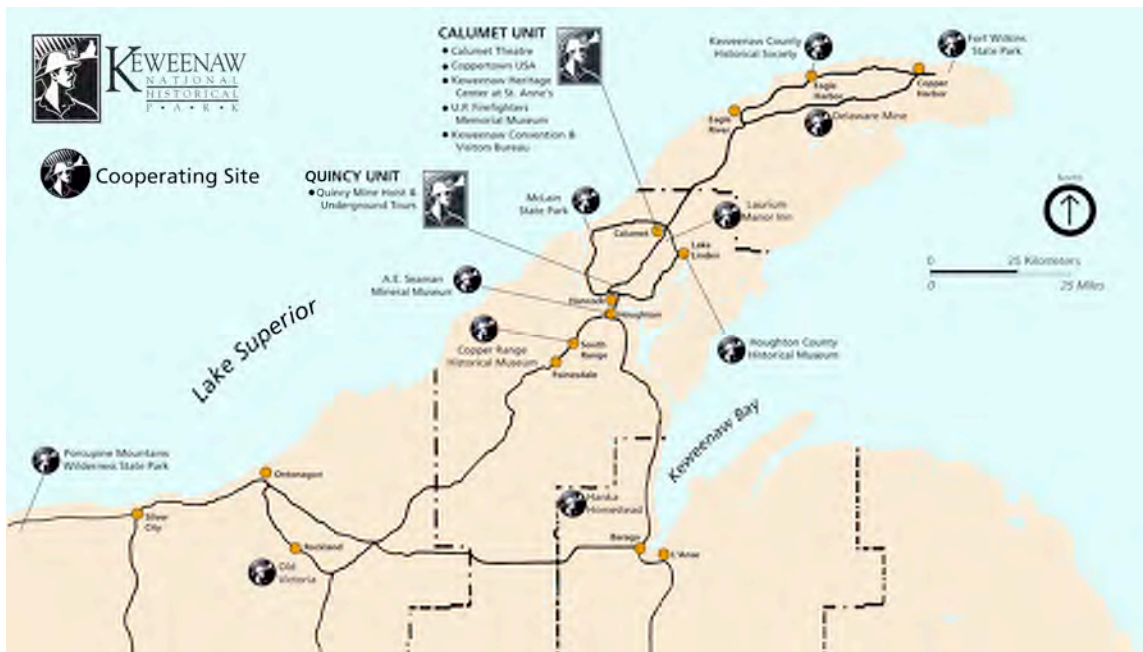 KEWEENAW
NATIONAL
HISTORICAL
PARK
Cooperating Site
CALUMET UNIT
Calumet Theatre
Coppertown USA
Keweenaw Heritage
Center at St. Anne's
U.P. Firefighters
Memorial Museum
Keweenaw Convention &
Visitors Bureau
QUINCY UNIT
Quincy Mine Hoist &
Underground Tours
Keweenaw County
Historical Society
Fort Wilkins
State Park
Eagle
Harbor
Copper
Harbor
Eagle
River
Delaware Mine
McLain
State Park
Laurium
Manor Inn
Calumet
Lake
Linden
North
0 25 Kilometers
0 25 Miles
A.E. Seaman
Mineral Museum
Hancock
Houghton
Copper Range
Historical Museum
South
Range
Painesdale
Houghton County
Historical Museum
Lake Superior
Keweenaw Bay
Porcupine Mountains
Wilderness State Park
Ontonagon
Silver
City
Rockland
Old
Victoria
Hanka
Homestead
Baraga
L'Anse